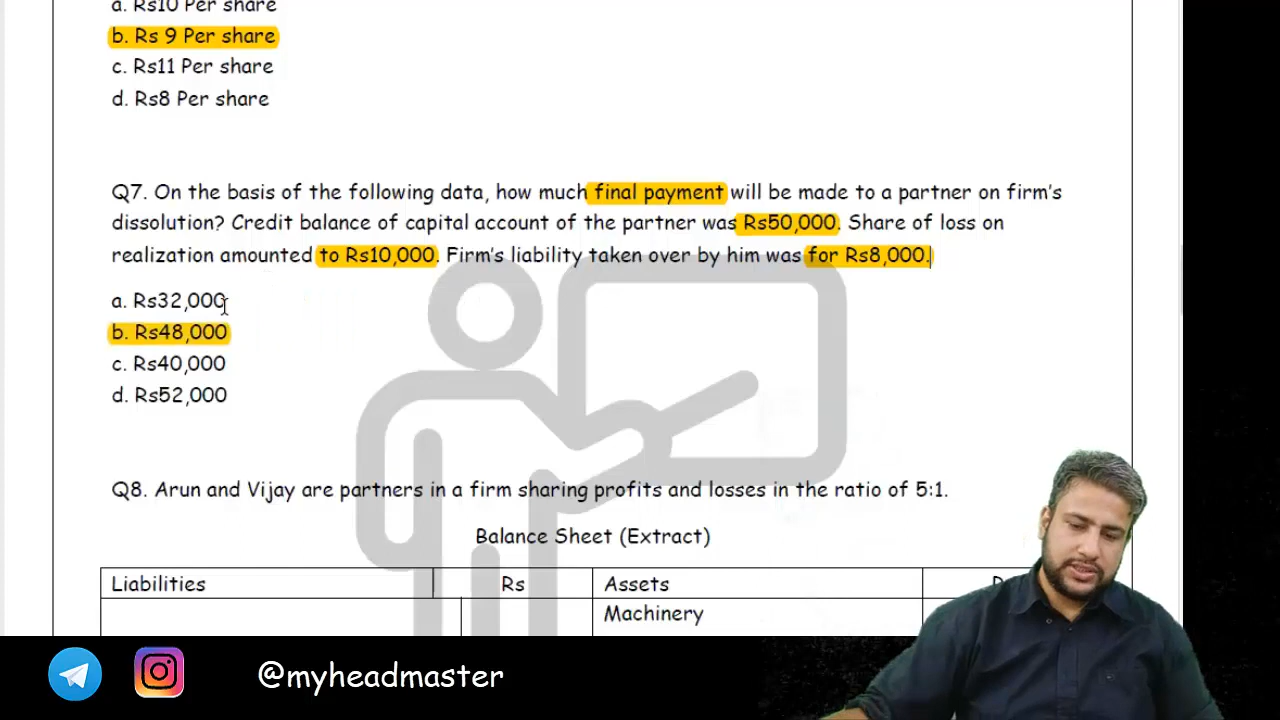 a. Rs10 Per share
b. Rs 9 Per share
c. Rs11 Per share
d. Rs8 Per share
Q7. On the basis of the following data, how much final payment will be made to a partner on firm's
dissolution? Credit balance of capital account of the partner was Rs50,000. Share of loss on
realization amounted to Rs10,000. Firm's liability taken over by him was for Rs8,000.
a. Rs32,000
b. Rs48,000
c. Rs40,000
d. Rs52,000
Q8. Arun and Vijay are partners in a firm sharing profits and losses in the ratio of 5:1.
Balance Sheet (Extract)
Liabilities Rs Assets
Machinery
@myheadmaster